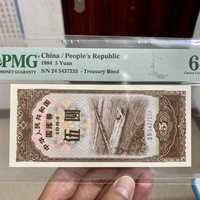 PMG
MONEY GUARANTY
China / People's Republic
1984 5 Yuan
S/N 24 5437233 - Treasury Bond
6
中华人民共和国
国库券
1984
伍圆